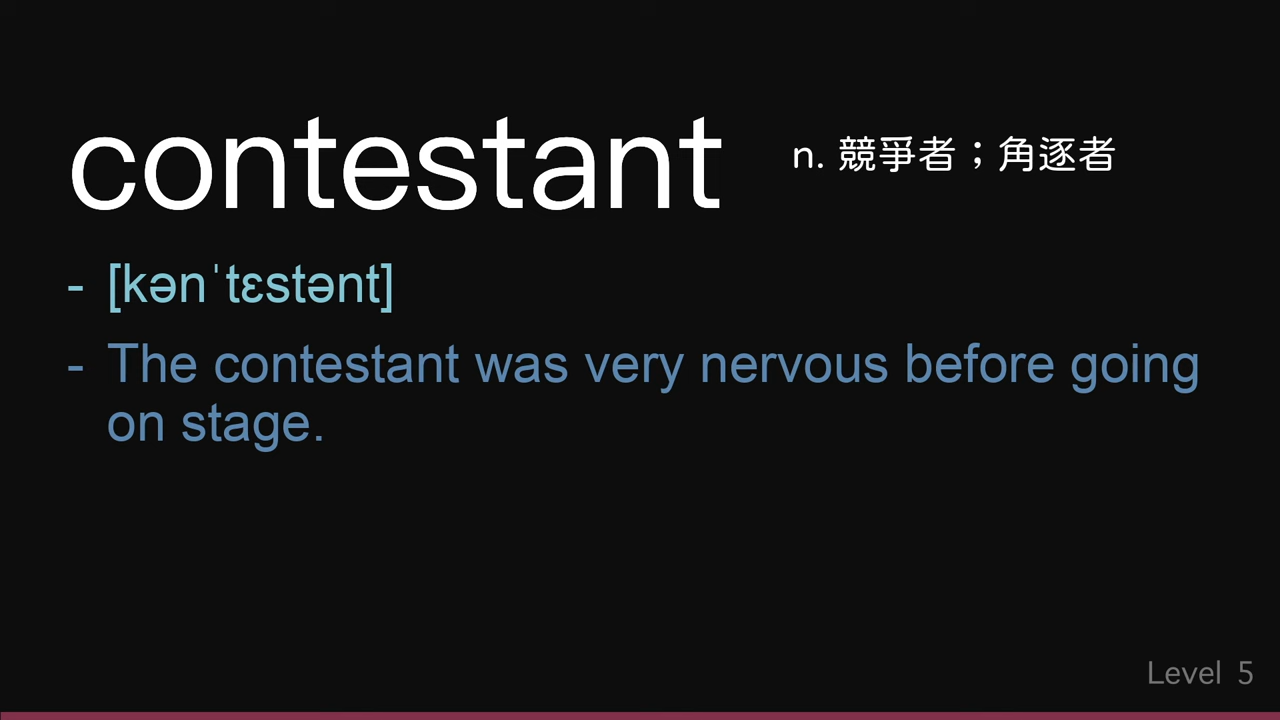 contestant n. 競爭者；角逐者
- [kənˈtɛstənt]
- The contestant was very nervous before going
on stage.
Level 5